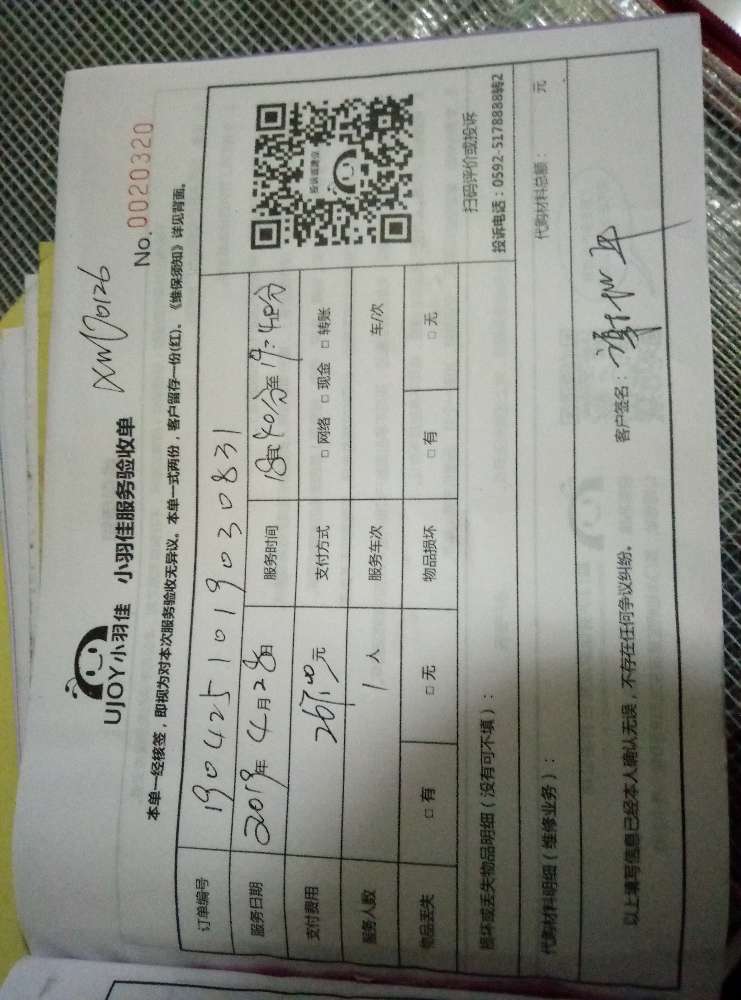 UJOY小羽佳 小羽佳服务验收单
No.0020320
本单一经核签，即视为对本次服务验收无异议。本单一式两份，客户留存一份(红)。《维保须知》详见背面。
订单编号 1904251019030831
服务日期 2019年4月28日 服务时间 18时40分至19:40分
支付费用 267.00元 支付方式 □ 网络 □ 现金 □ 转账
服务人数 1人 服务车次 车/次
物品丢失 □ 有 □ 无 物品损坏 □ 有 □ 无
投诉或建议
扫码评价或投诉
投诉电话：0592-5178888转2
损坏或丢失物品明细（没有可不填）：
代购材料明细（维修业务）： 代购材料总额： 元
以上填写信息已经本人确认无误，不存在任何争议纠纷。 客户签名：